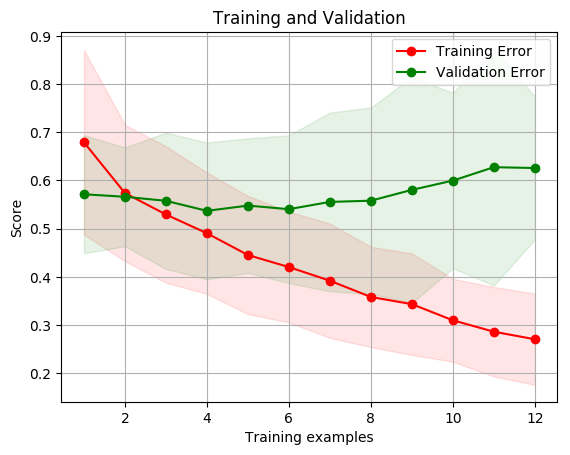 Training and Validation
Training Error
Validation Error
0.9
0.8
0.7
0.6
0.5
0.4
0.3
0.2
Score
2 4 6 8 10 12
Training examples